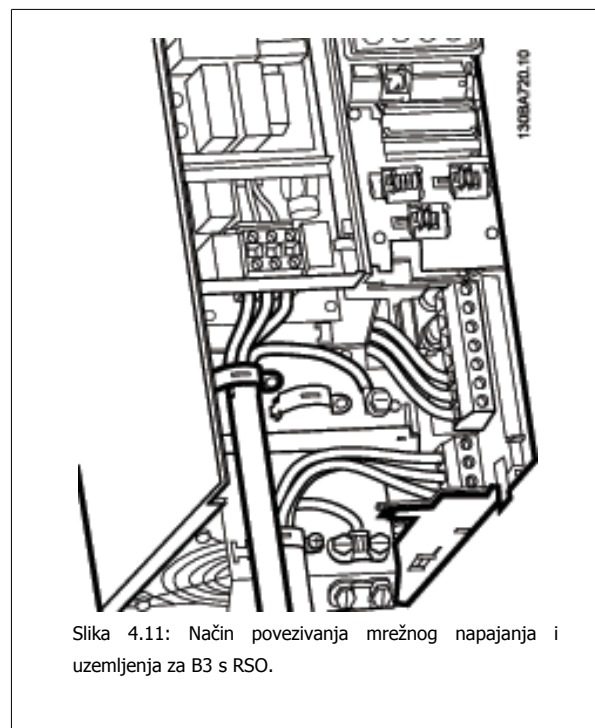 130BA720.10
Slika 4.11: Način povezivanja mrežnog napajanja i
uzemljenja za B3 s RSO.